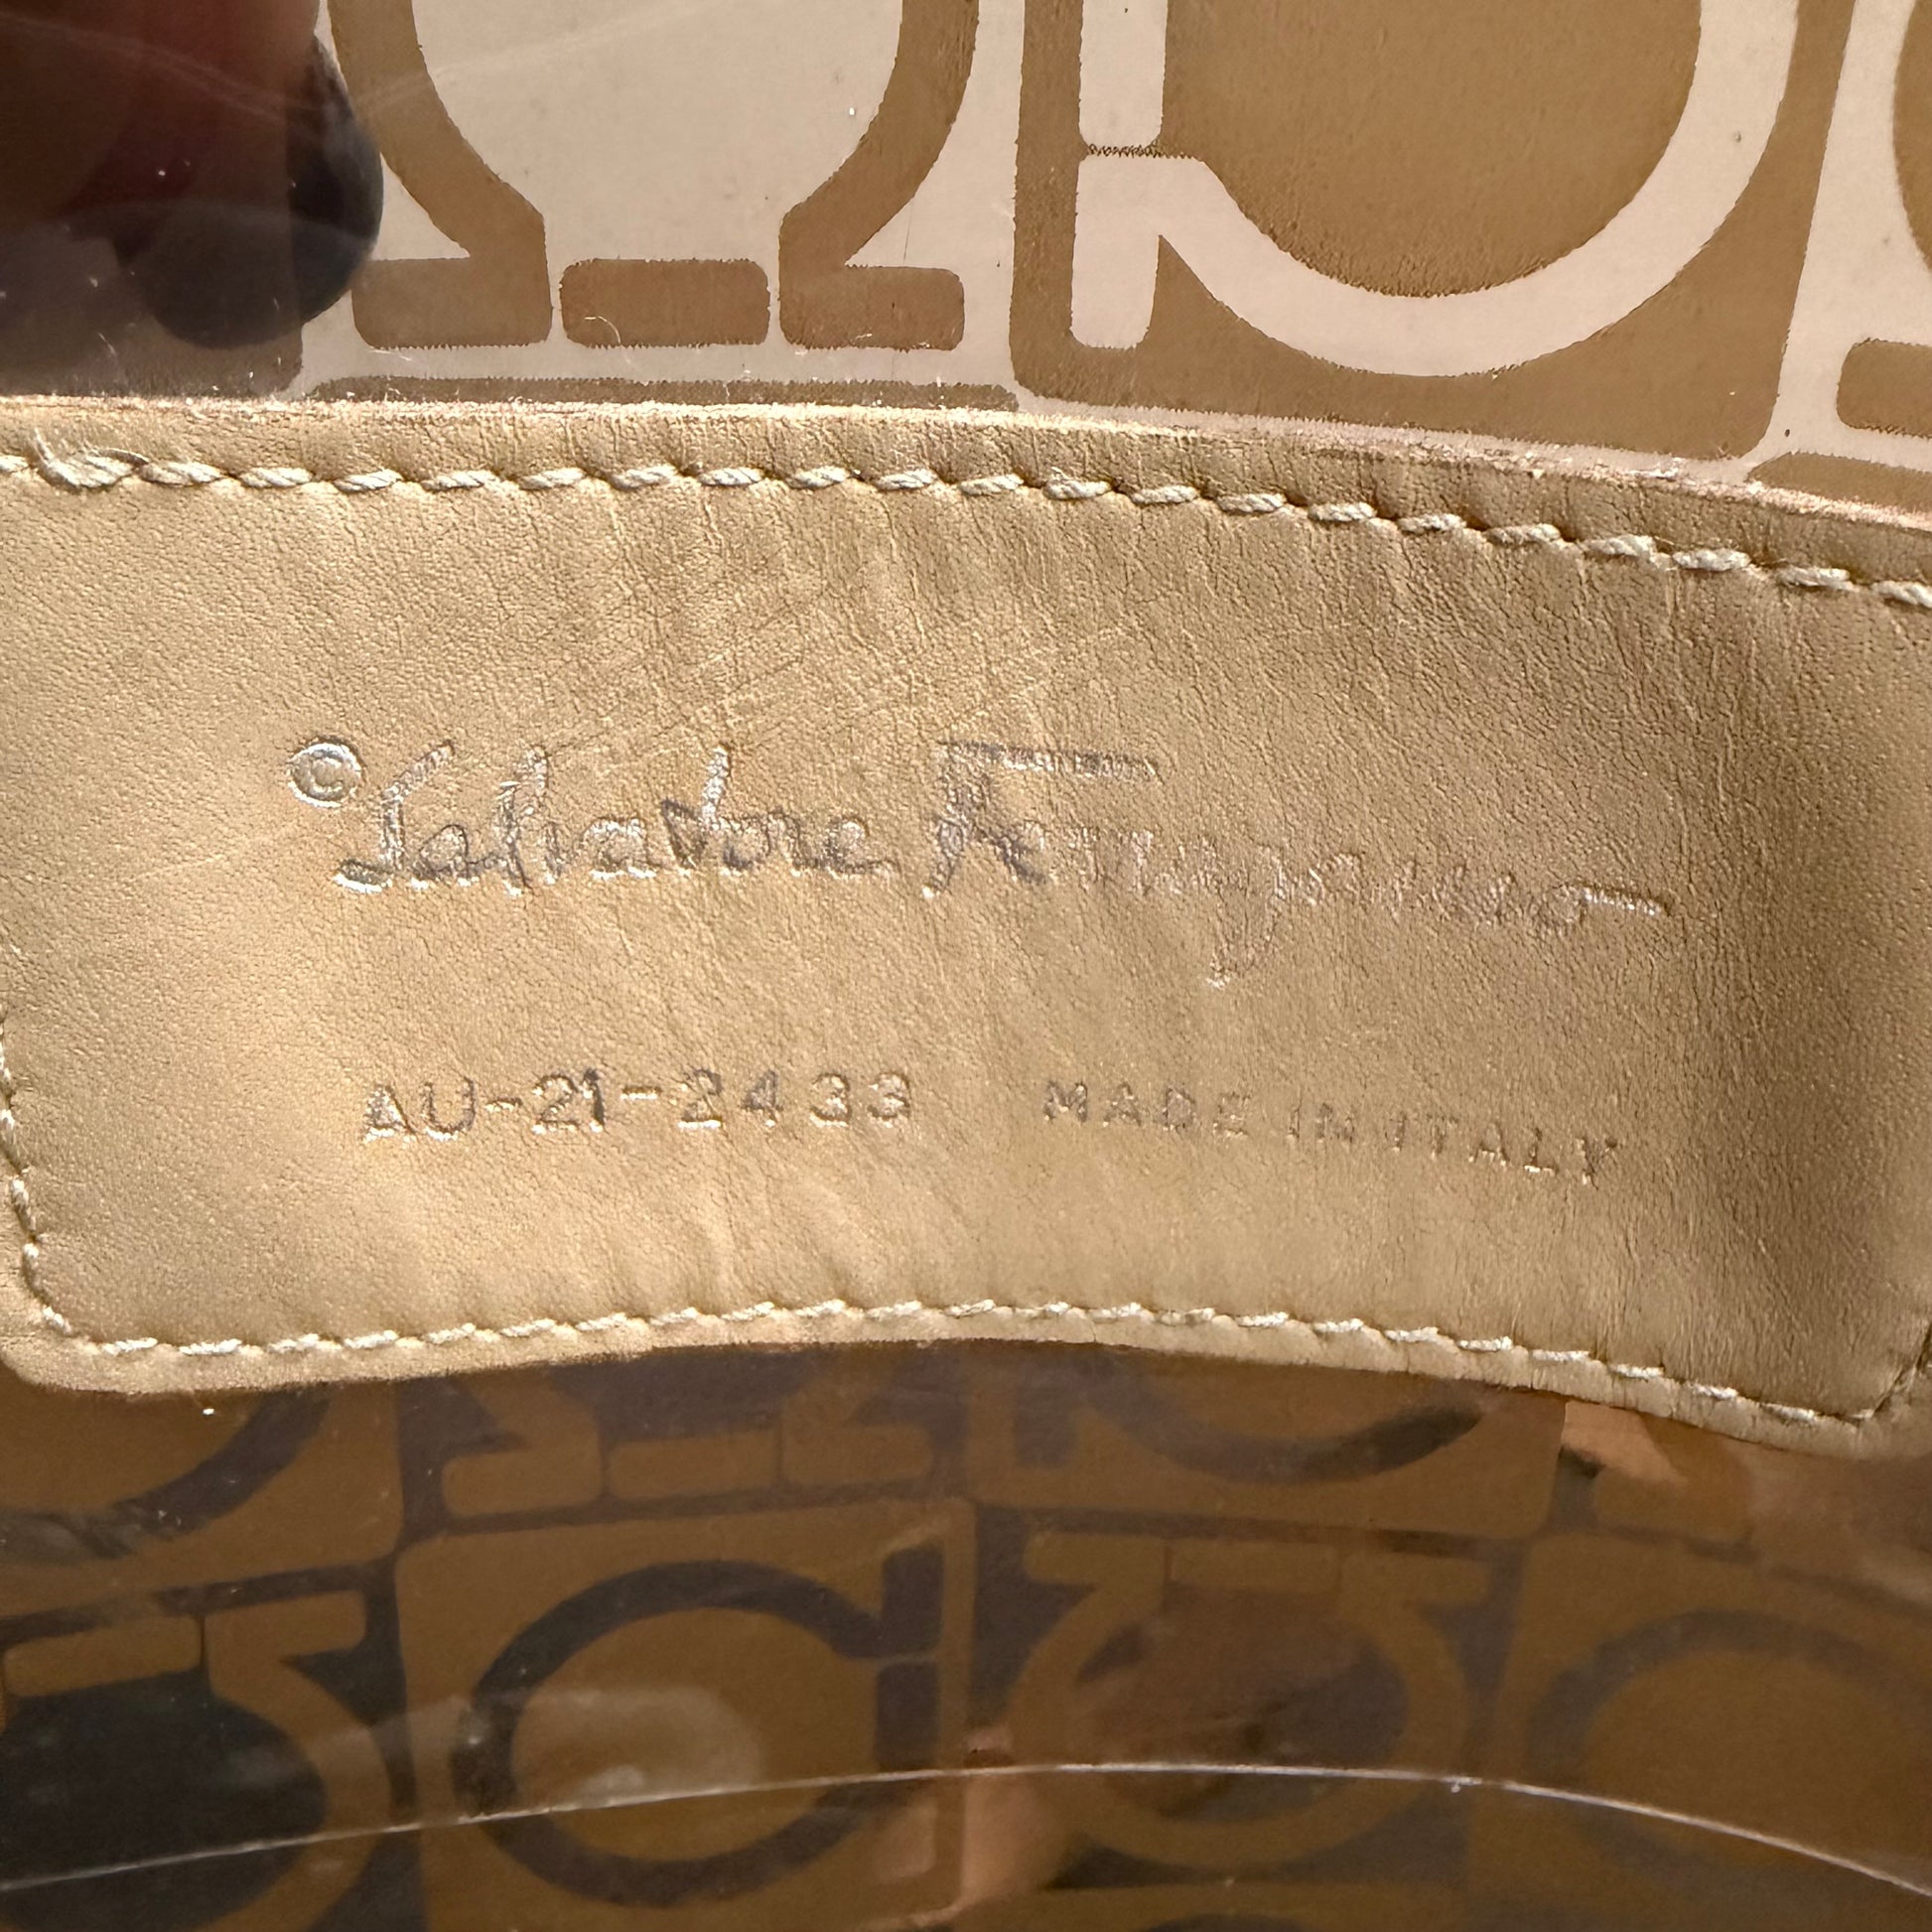 © Salvatore Ferragamo
AU-21-2433 MADE IN ITALY